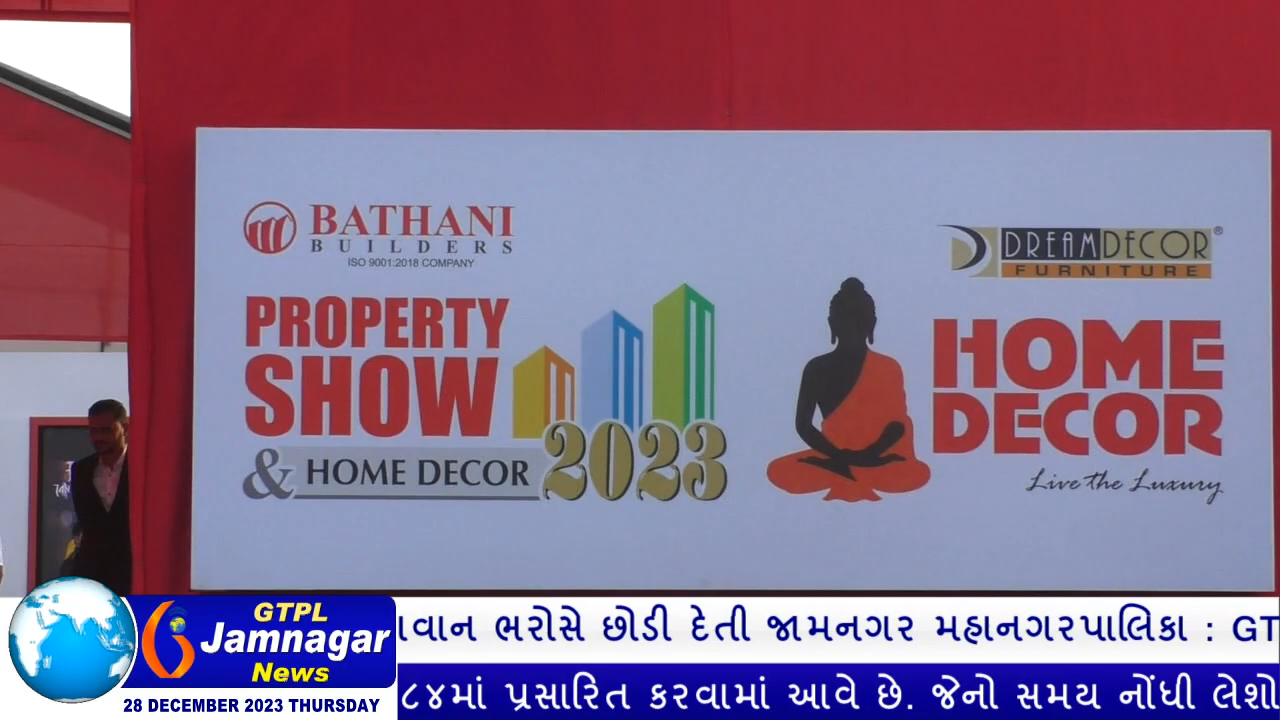 BATHANI
BUILDERS
ISO 9001:2018 COMPANY
PROPERTY
SHOW
& HOME DECOR 2023
DREAMDECOR®
FURNITURE
HOME
DECOR
Live the Luxury
GTPL
Jamnagar
News
28 DECEMBER 2023 THURSDAY
ભરોસે છોડી દેતી જામનગર મહાનગરપાલિકા : GT
૮૪માં પ્રસારિત કરવામાં આવે છે. જેનો સમય નોંધી લેશો